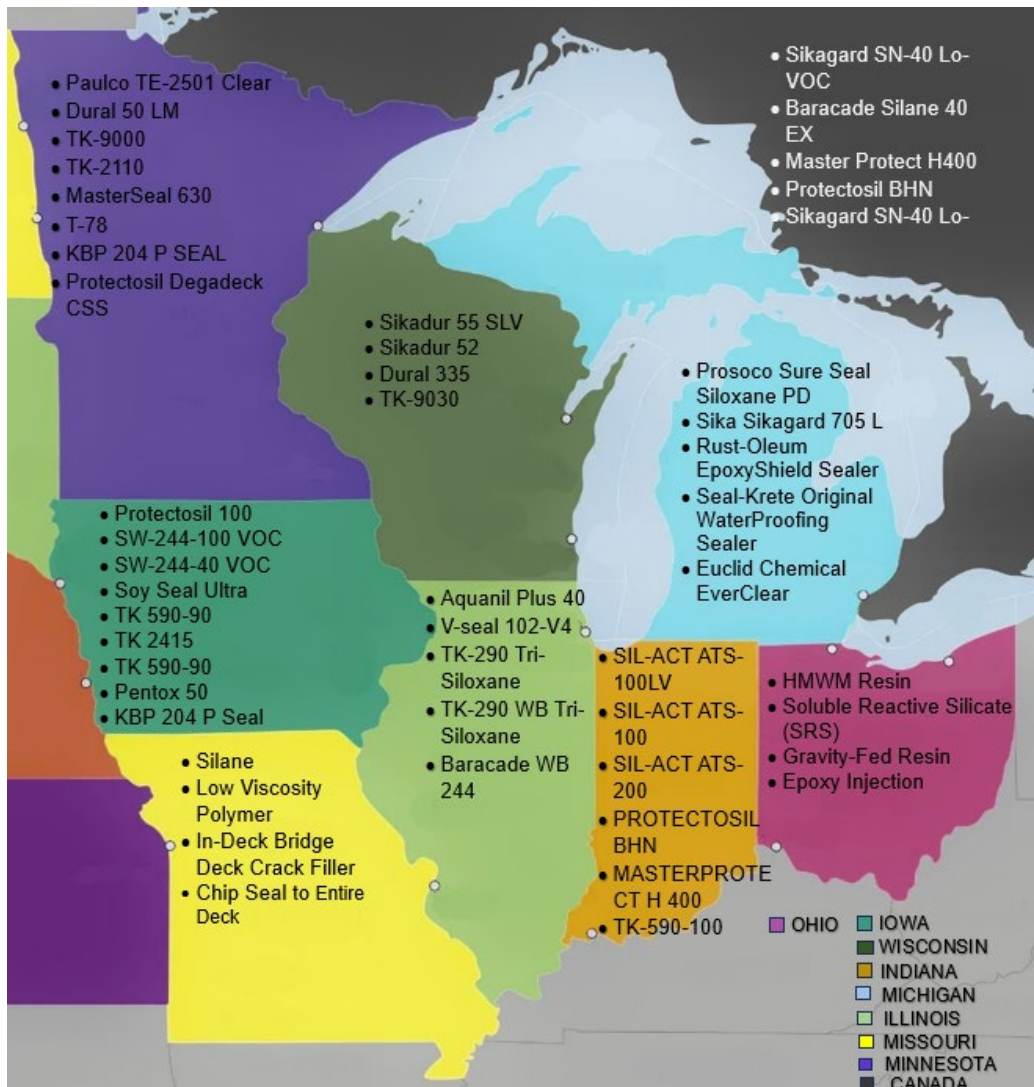 • Paulco TE-2501 Clear
• Dural 50 LM
• TK-9000
• TK-2110
• MasterSeal 630
• T-78
• KBP 204 P SEAL
• Protectosil Degadeck
CSS
• Sikagard SN-40 Lo-
VOC
• Baracade Silane 40
EX
• Master Protect H400
• Protectosil BHN
• Sikagard SN-40 Lo-
• Sikadur 55 SLV
• Sikadur 52
• Dural 335
• TK-9030
• Prosoco Sure Seal
Siloxane PD
• Sika Sikagard 705 L
• Rust-Oleum
EpoxyShield Sealer
• Seal-Krete Original
WaterProofing
Sealer
• Euclid Chemical
EverClear
• Protectosil 100
• SW-244-100 VOC
• SW-244-40 VOC
• Soy Seal Ultra
• TK 590-90
• TK 2415
• TK 590-90
• Pentox 50
• KBP 204 P Seal
• Aquanil Plus 40
• V-seal 102-V4
• TK-290 Tri-
Siloxane
• TK-290 WB Tri-
Siloxane
• Baracade WB
244
• SIL-ACT ATS-
100LV
• SIL-ACT ATS-
100
• SIL-ACT ATS-
200
• PROTECTOSIL
BHN
• MASTERPROTE
CT H 400
• TK-590-100
• HMWM Resin
• Soluble Reactive Silicate
(SRS)
• Gravity-Fed Resin
• Epoxy Injection
• Silane
• Low Viscosity
Polymer
• In-Deck Bridge
Deck Crack Filler
• Chip Seal to Entire
Deck
OHIO
IOWA
WISCONSIN
INDIANA
MICHIGAN
ILLINOIS
MISSOURI
MINNESOTA
CANADA